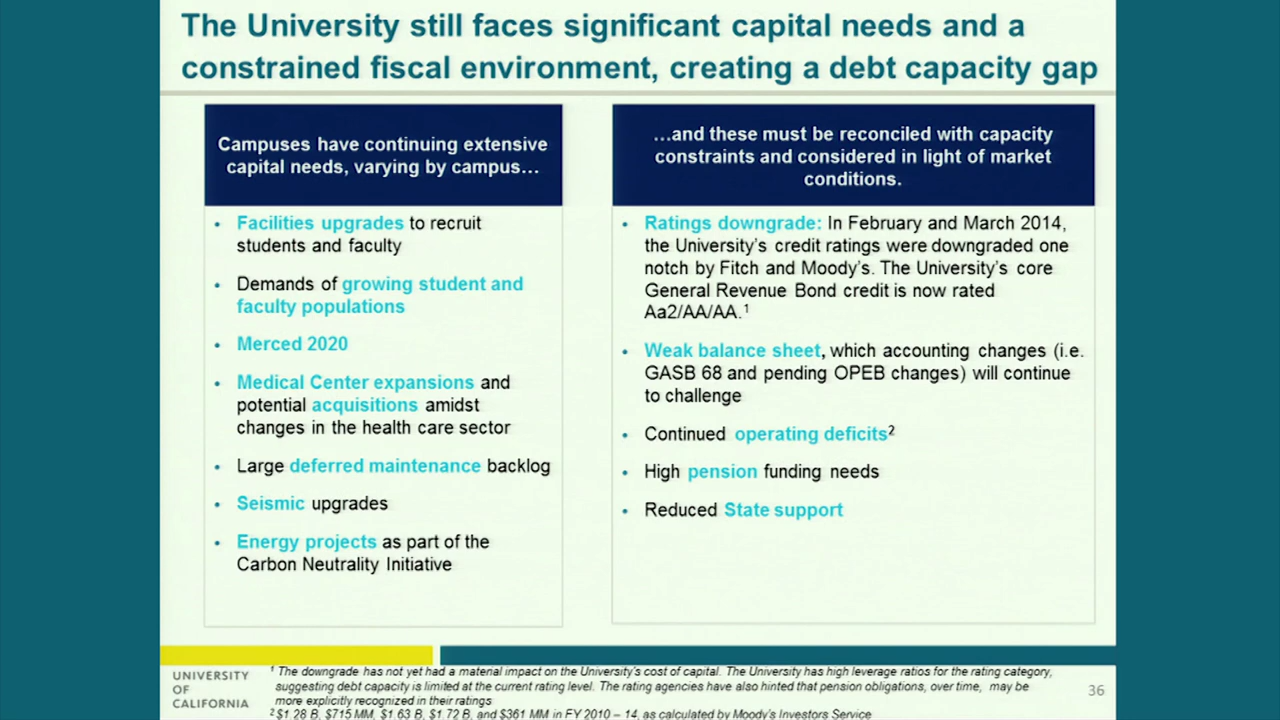 The University still faces significant capital needs and a
constrained fiscal environment, creating a debt capacity gap
Campuses have continuing extensive
capital needs, varying by campus…
• Facilities upgrades to recruit
students and faculty
• Demands of growing student and
faculty populations
• Merced 2020
• Medical Center expansions and
potential acquisitions amidst
changes in the health care sector
• Large deferred maintenance backlog
• Seismic upgrades
• Energy projects as part of the
Carbon Neutrality Initiative
…and these must be reconciled with capacity
constraints and considered in light of market
conditions.
• Ratings downgrade: In February and March 2014,
the University's credit ratings were downgraded one
notch by Fitch and Moody's. The University's core
General Revenue Bond credit is now rated
Aa2/AA/AA.¹
• Weak balance sheet, which accounting changes (i.e.
GASB 68 and pending OPEB changes) will continue
to challenge
• Continued operating deficits²
• High pension funding needs
• Reduced State support
UNIVERSITY
OF
CALIFORNIA
¹ The downgrade has not yet had a material impact on the University's cost of capital. The University has high leverage ratios for the rating category,
suggesting debt capacity is limited at the current rating level. The rating agencies have also hinted that pension obligations, over time, may be
more explicitly recognized in their ratings
² $1.28 B, $715 MM, $1.63 B, $1.72 B, and $361 MM in FY 2010 – 14, as calculated by Moody's Investors Service
36